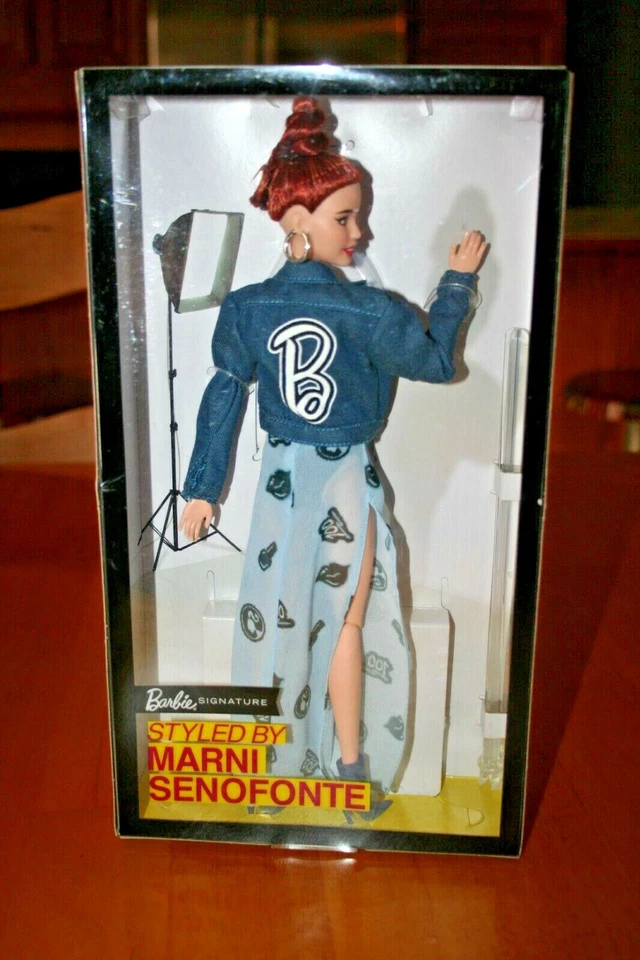 B
Barbie SIGNATURE
STYLED BY
MARNI
SENOFONTE